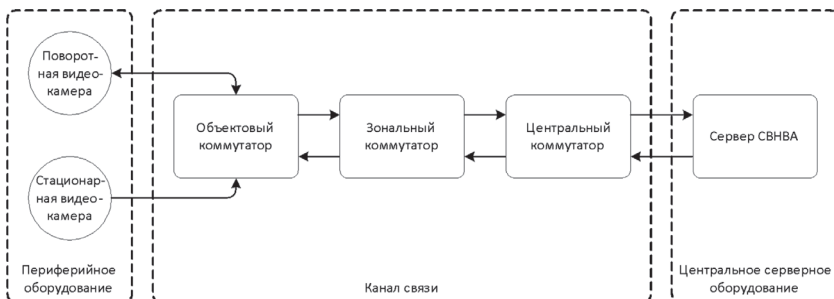 Поворот-
ная видео-
камера
Объектовый
коммутатор
Зональный
коммутатор
Центральный
коммутатор
Сервер СВНВА
Стационар-
ная видео-
камера
Периферийное
оборудование
Канал связи
Центральное серверное
оборудование